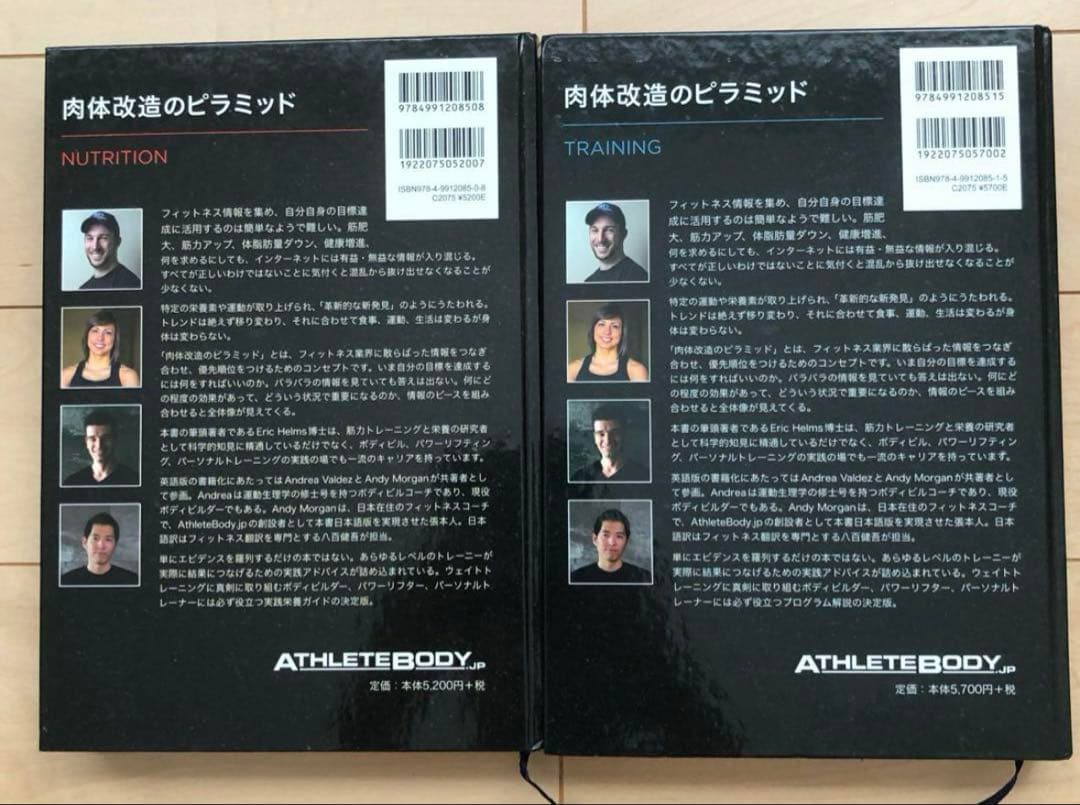 肉体改造のピラミッド
NUTRITION
9784991208508
1922075052007
ISBN978-4-9912085-0-8
C2075 ¥5200E
フィットネス情報を集め、自分自身の目標達
成に活用するのは簡単なようで難しい。筋肥
大、筋力アップ、体脂肪量ダウン、健康増進、
何を求めるにしても、インターネットには有益・無益な情報が入り混じる。
すべてが正しいわけではないことに気付くと混乱から抜け出せなくなることが
少なくない。
特定の栄養素や運動が取り上げられ、「革新的な新発見」のようにうたわれる。
トレンドは絶えず移り変わり、それに合わせて食事、運動、生活は変わるが身
体は変わらない。
「肉体改造のピラミッド」とは、フィットネス業界に散らばった情報をつなぎ
合わせ、優先順位をつけるためのコンセプトです。いま自分の目標を達成する
には何をすればいいのか。バラバラの情報を見ていても答えは出ない。何にど
の程度の効果があって、どういう状況で重要になるのか、情報のピースを組み
合わせると全体像が見えてくる。
本書の筆頭著者であるEric Helms博士は、筋力トレーニングと栄養の研究者
として科学的知見に精通しているだけでなく、ボディビル、パワーリフティン
グ、パーソナルトレーニングの実践の場でも一流のキャリアを持っています。
英語版の書籍化にあたってはAndrea ValdezとAndy Morganが共著者とし
て参画。Andreaは運動生理学の修士号を持つボディビルコーチであり、現役
ボディビルダーでもある。Andy Morganは、日本在住のフィットネスコーチ
で、AthleteBody.jpの創設者として本書日本語版を実現させた張本人。日本
語訳はフィットネス翻訳を専門とする八百健吾が担当。
単にエビデンスを羅列するだけの本ではない。あらゆるレベルのトレーニーが
実際に結果につなげるための実践アドバイスが詰め込まれている。ウェイトト
レーニングに真剣に取り組むボディビルダー、パワーリフター、パーソナルト
レーナーには必ず役立つ実践栄養ガイドの決定版。
ATHLETEBODY.JP
定価：本体5,200円+税
肉体改造のピラミッド
TRAINING
9784991208515
1922075057002
ISBN978-4-9912085-1-5
C2075 ¥5700E
フィットネス情報を集め、自分自身の目標達
成に活用するのは簡単なようで難しい。筋肥
大、筋力アップ、体脂肪量ダウン、健康増進、
何を求めるにしても、インターネットには有益・無益な情報が入り混じる。
すべてが正しいわけではないことに気付くと混乱から抜け出せなくなることが
少なくない。
特定の運動や栄養素が取り上げられ、「革新的な新発見」のようにうたわれる。
トレンドは絶えず移り変わり、それに合わせて食事、運動、生活は変わるが身
体は変わらない。
「肉体改造のピラミッド」とは、フィットネス業界に散らばった情報をつなぎ
合わせ、優先順位をつけるためのコンセプトです。いま自分の目標を達成する
には何をすればいいのか。バラバラの情報を見ていても答えは出ない。何にど
の程度の効果があって、どういう状況で重要になるのか、情報のピースを組み
合わせると全体像が見えてくる。
本書の筆頭著者であるEric Helms博士は、筋力トレーニングと栄養の研究者
として科学的知見に精通しているだけでなく、ボディビル、パワーリフティン
グ、パーソナルトレーニングの実践の場でも一流のキャリアを持っています。
英語版の書籍化にあたってはAndrea ValdezとAndy Morganが共著者とし
て参画。Andreaは運動生理学の修士号を持つボディビルコーチであり、現役
ボディビルダーでもある。Andy Morganは、日本在住のフィットネスコーチ
で、AthleteBody.jpの創設者として本書日本語版を実現させた張本人。日本
語訳はフィットネス翻訳を専門とする八百健吾が担当。
単にエビデンスを羅列するだけの本ではない。あらゆるレベルのトレーニーが
実際に結果につなげるための実践アドバイスが詰め込まれている。ウェイトト
レーニングに真剣に取り組むボディビルダー、パワーリフター、パーソナルト
レーナーには必ず役立つプログラム解説の決定版。
ATHLETEBODY.JP
定価：本体5,700円+税